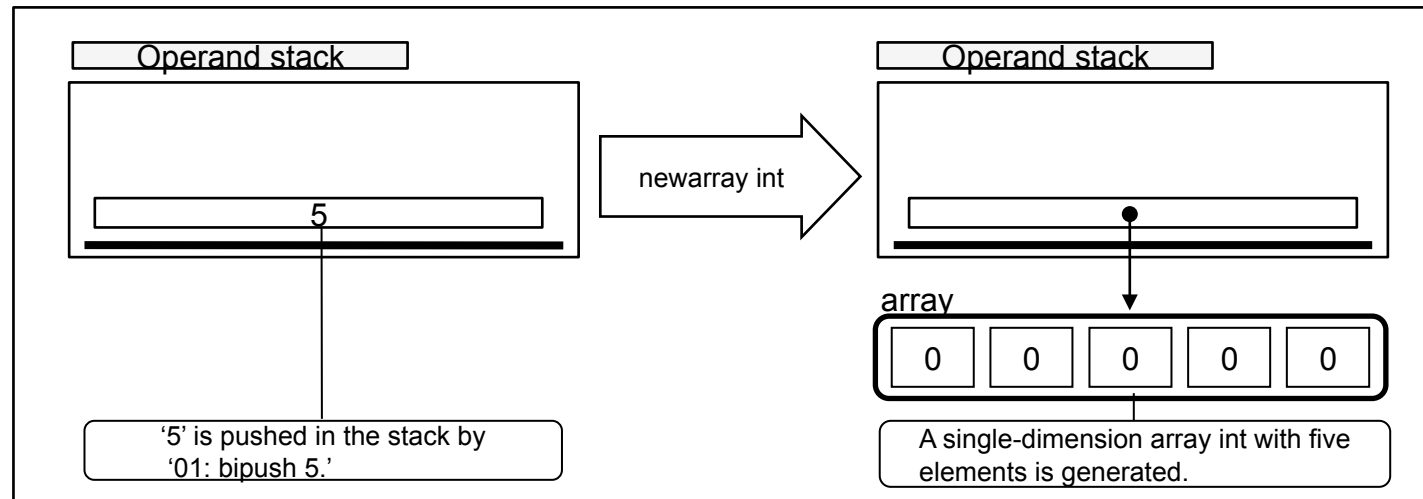 Operand stack
5
‘5’ is pushed in the stack by
‘01: bipush 5.’
newarray int
Operand stack
array
0 0 0 0 0
A single-dimension array int with five
elements is generated.